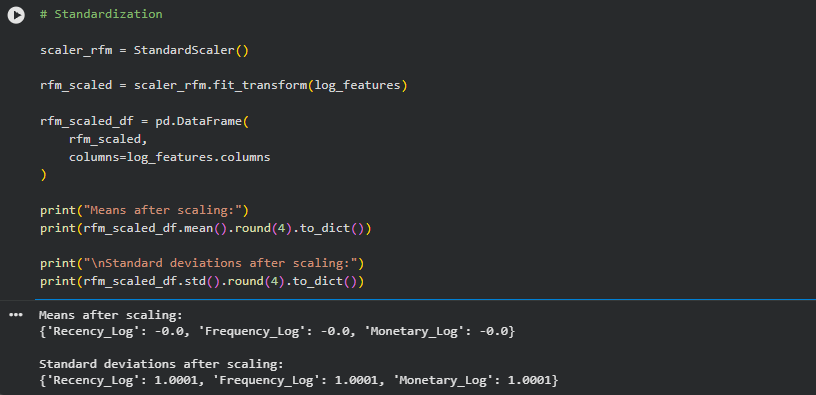 # Standardization
scaler_rfm = StandardScaler()
rfm_scaled = scaler_rfm.fit_transform(log_features)
rfm_scaled_df = pd.DataFrame(
    rfm_scaled,
    columns=log_features.columns
)
print("Means after scaling:")
print(rfm_scaled_df.mean().round(4).to_dict())
print("\nStandard deviations after scaling:")
print(rfm_scaled_df.std().round(4).to_dict())
Means after scaling:
{'Recency_Log': -0.0, 'Frequency_Log': -0.0, 'Monetary_Log': -0.0}
Standard deviations after scaling:
{'Recency_Log': 1.0001, 'Frequency_Log': 1.0001, 'Monetary_Log': 1.0001}